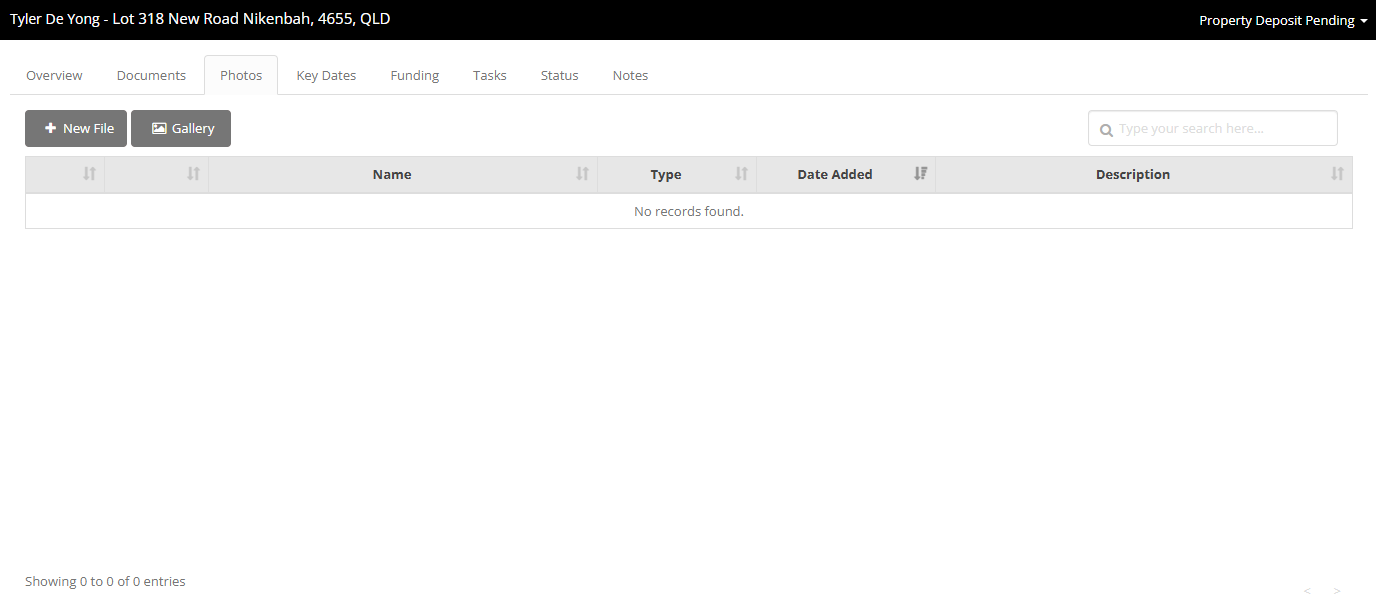 Tyler De Yong - Lot 318 New Road Nikenbah, 4655, QLD
Property Deposit Pending
Overview Documents Photos Key Dates Funding Tasks Status Notes
New File Gallery
Type your search here...
Name Type Date Added Description
No records found.
Showing 0 to 0 of 0 entries
< >